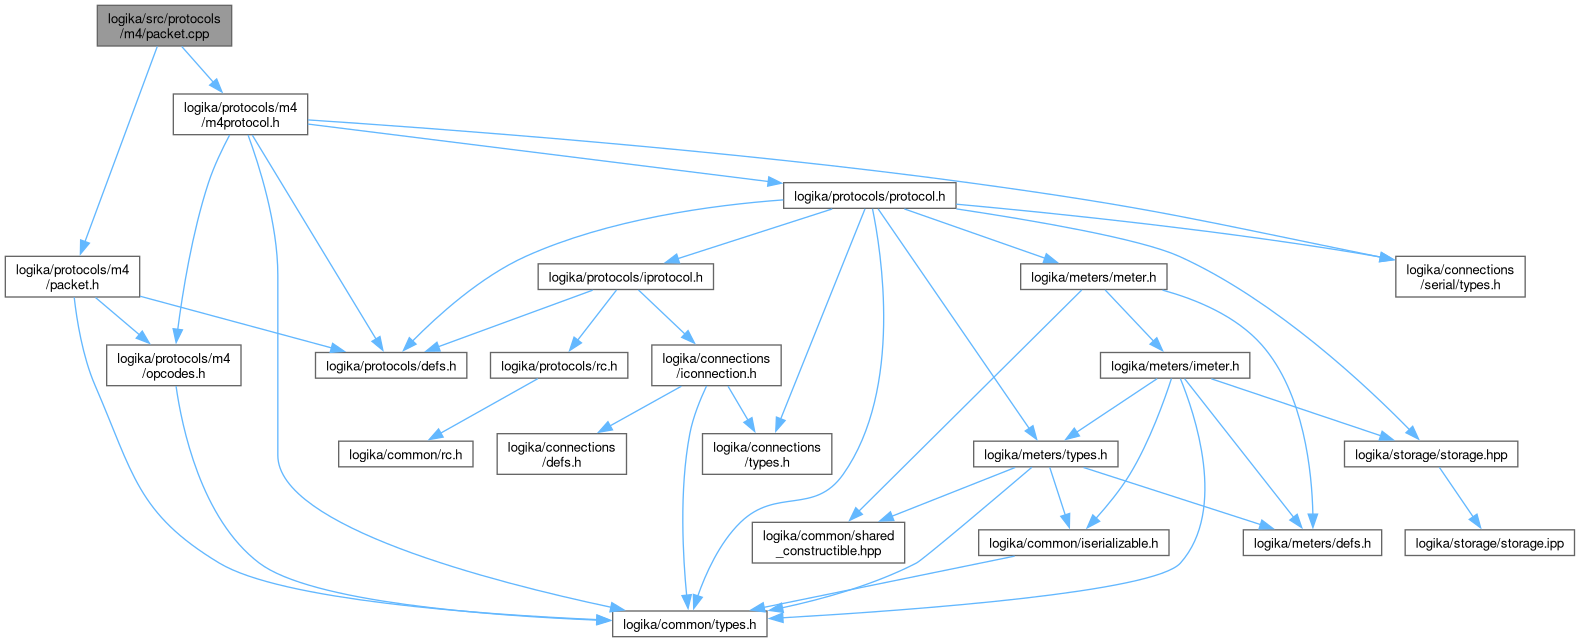 logika/src/protocols
/m4/packet.cpp
logika/protocols/m4
/m4protocol.h
logika/protocols/protocol.h
logika/protocols/m4
/packet.h
logika/protocols/iprotocol.h
logika/meters/meter.h
logika/connections
/serial/types.h
logika/protocols/m4
/opcodes.h
logika/protocols/defs.h
logika/protocols/rc.h
logika/connections
/iconnection.h
logika/meters/imeter.h
logika/common/rc.h
logika/connections
/defs.h
logika/connections
/types.h
logika/meters/types.h
logika/storage/storage.hpp
logika/common/shared
_constructible.hpp
logika/common/iserializable.h
logika/meters/defs.h
logika/storage/storage.ipp
logika/common/types.h